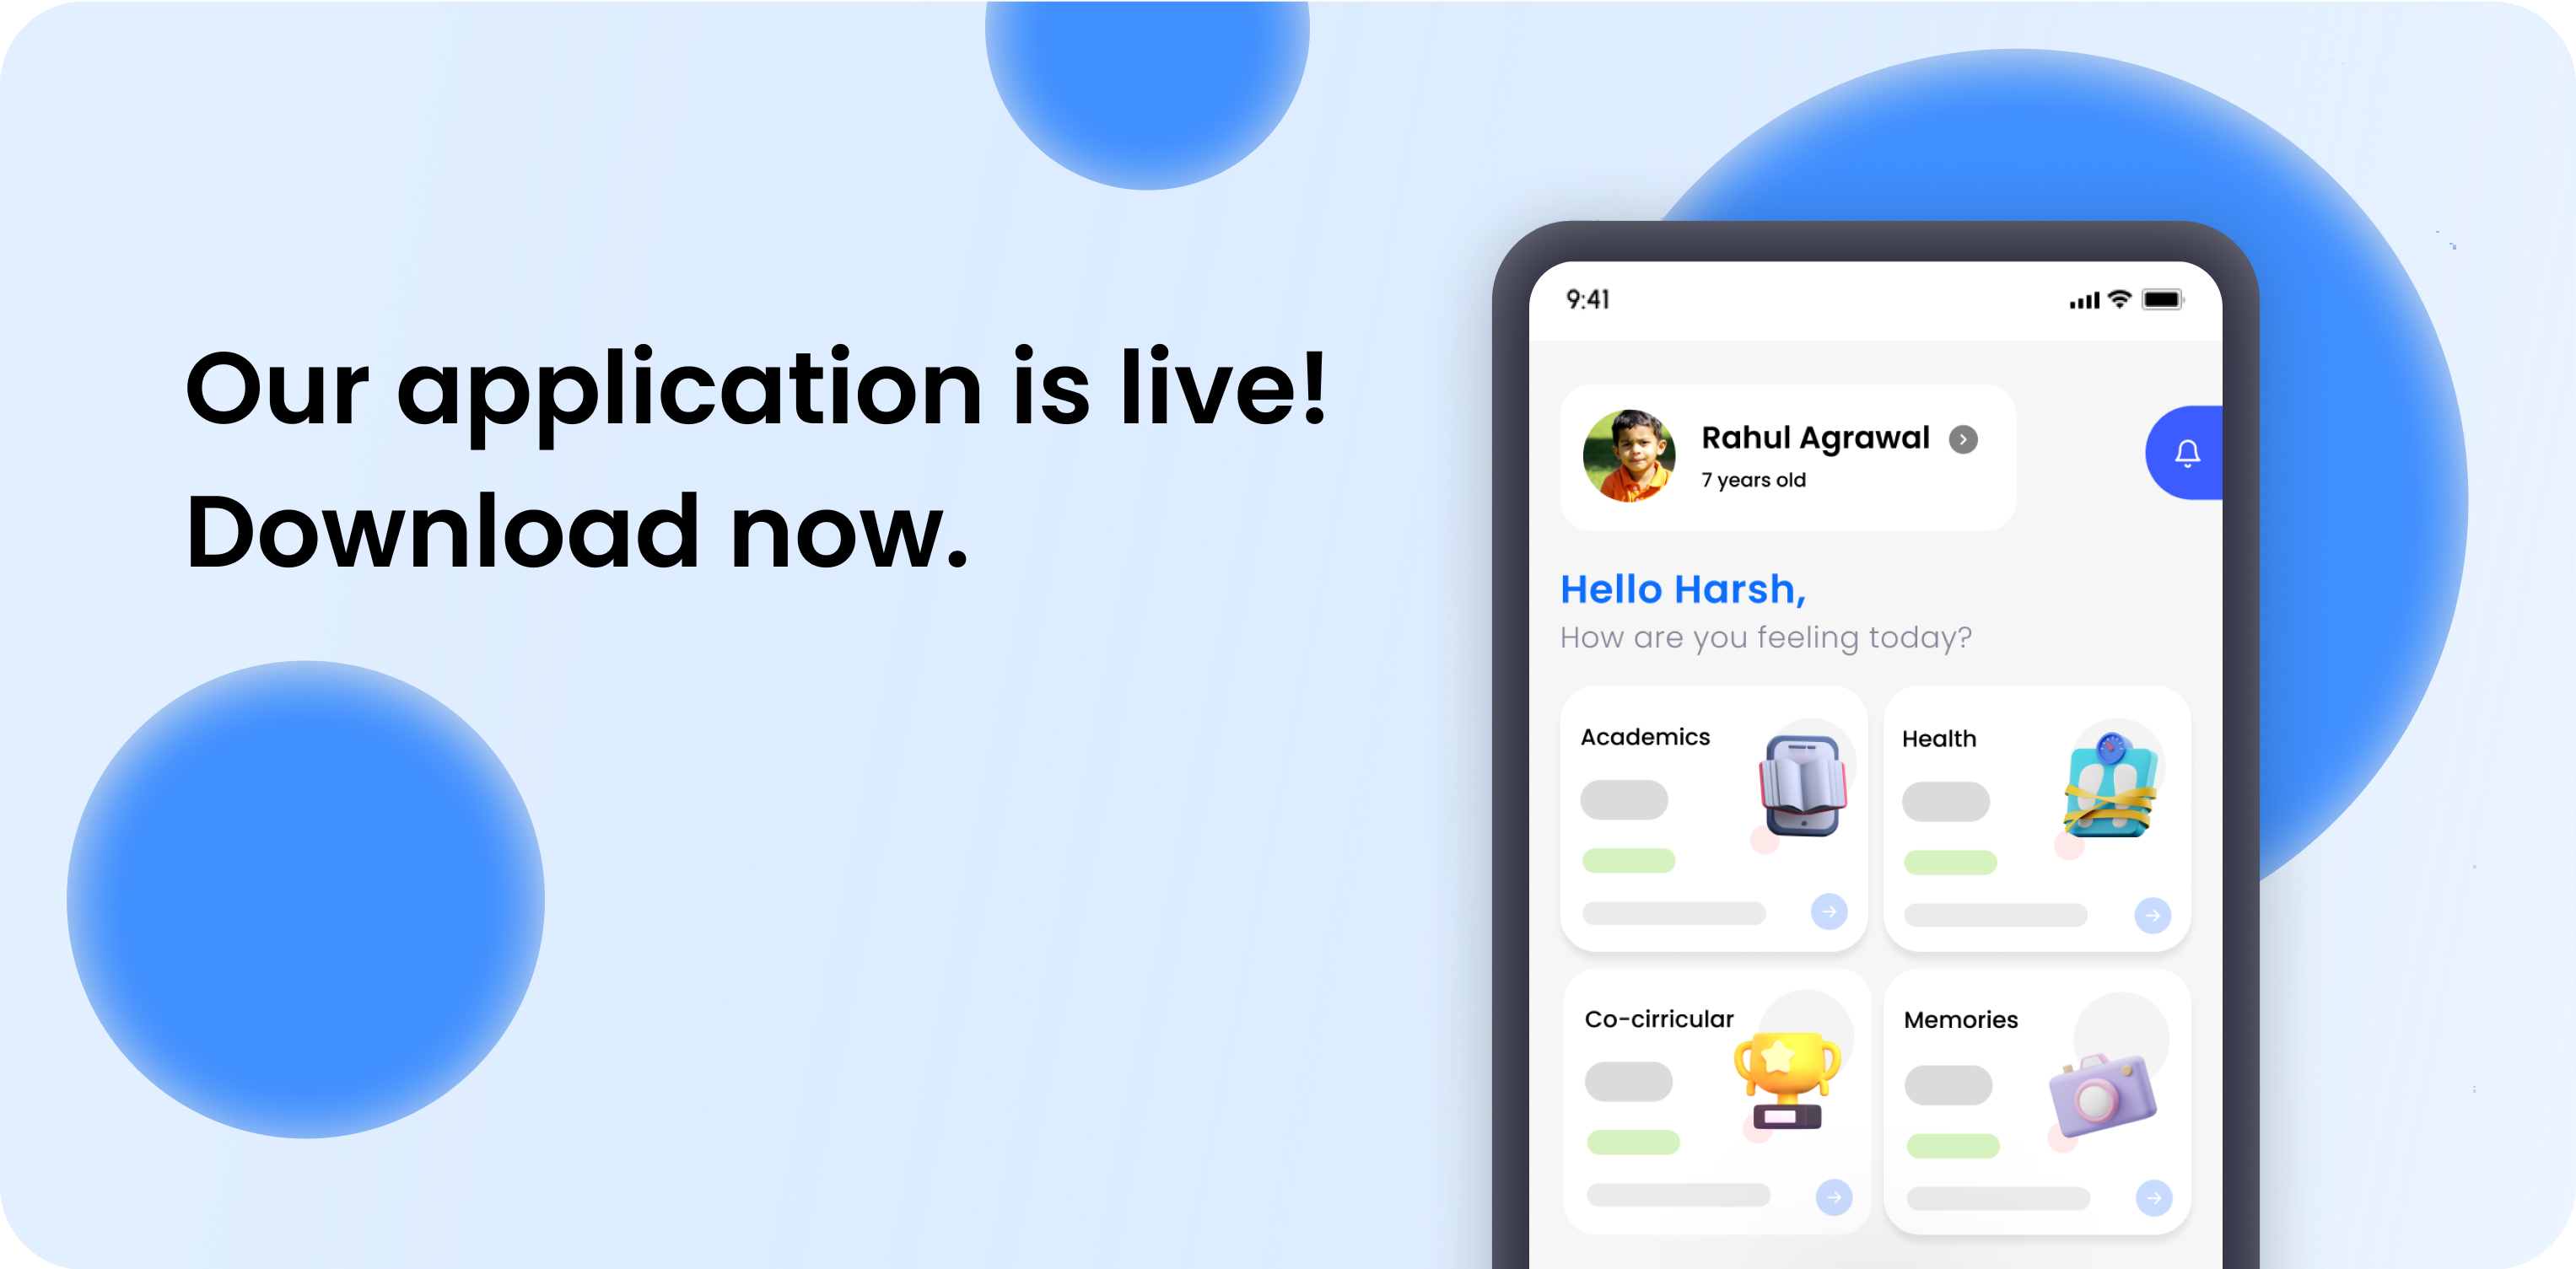 Our application is live!
Download now.
9:41
Rahul Agrawal
7 years old
Hello Harsh,
How are you feeling today?
Academics
Health
Co-cirricular
Memories